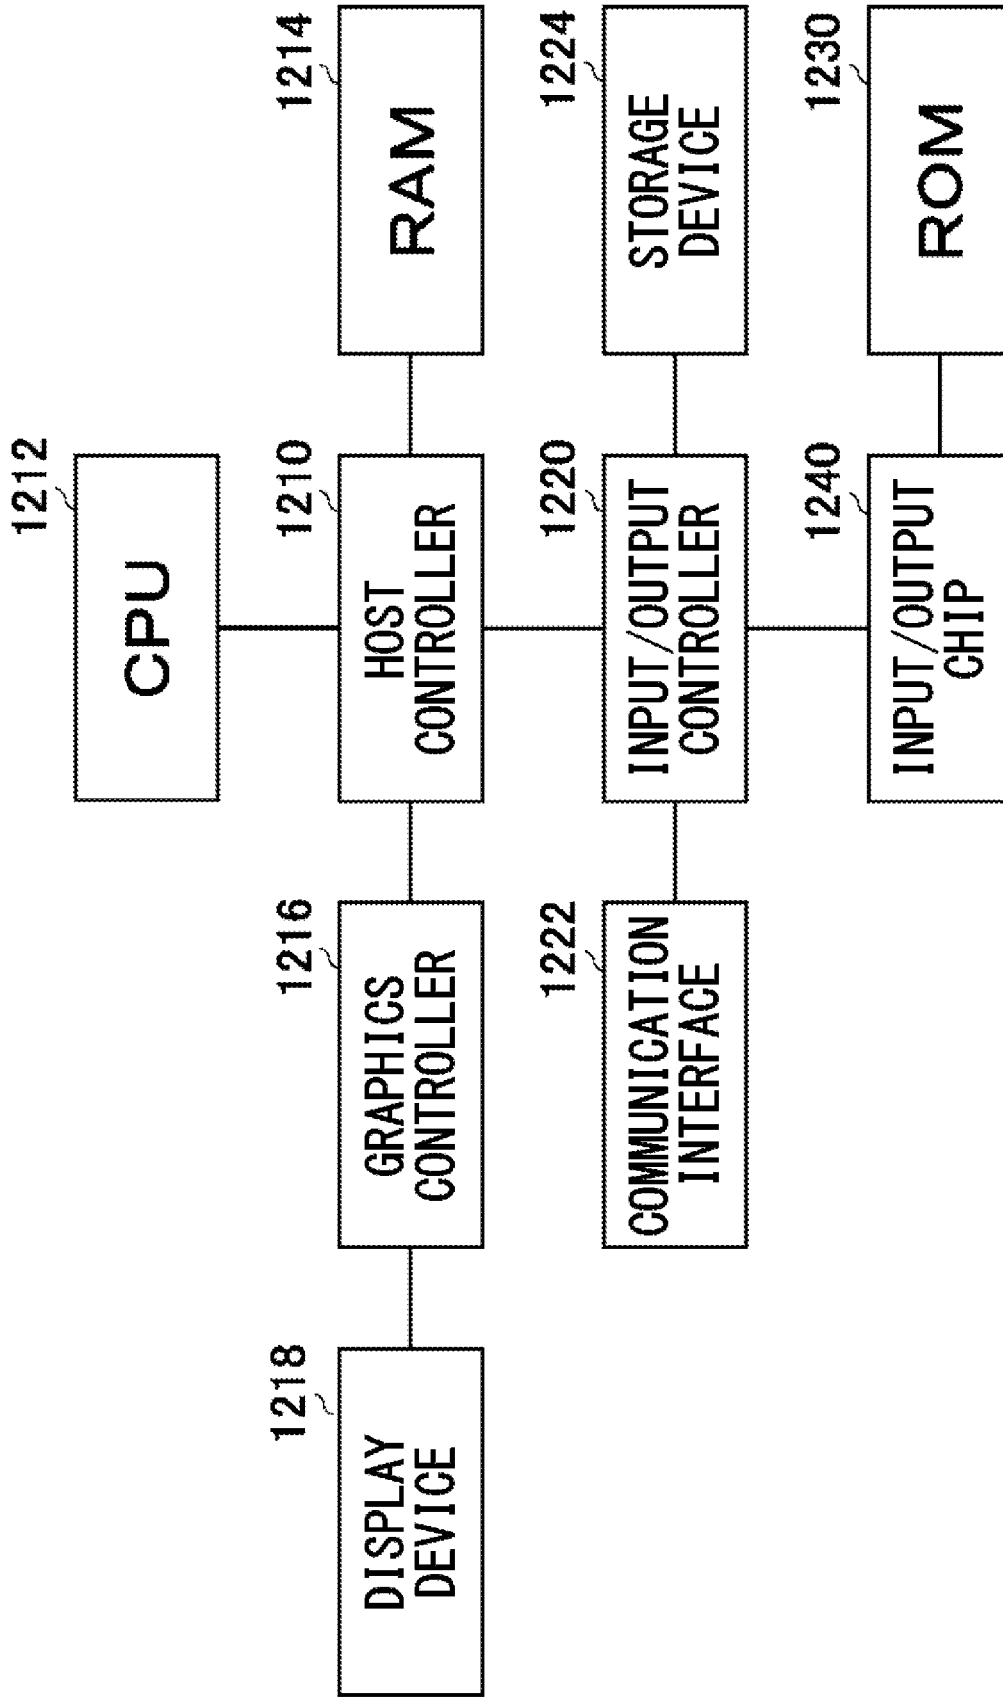 1212
CPU
1218
DISPLAY
DEVICE
1216
GRAPHICS
CONTROLLER
1210
HOST
CONTROLLER
1214
RAM
1222
COMMUNICATION
INTERFACE
1220
INPUT/OUTPUT
CONTROLLER
1224
STORAGE
DEVICE
1240
INPUT/OUTPUT
CHIP
1230
ROM